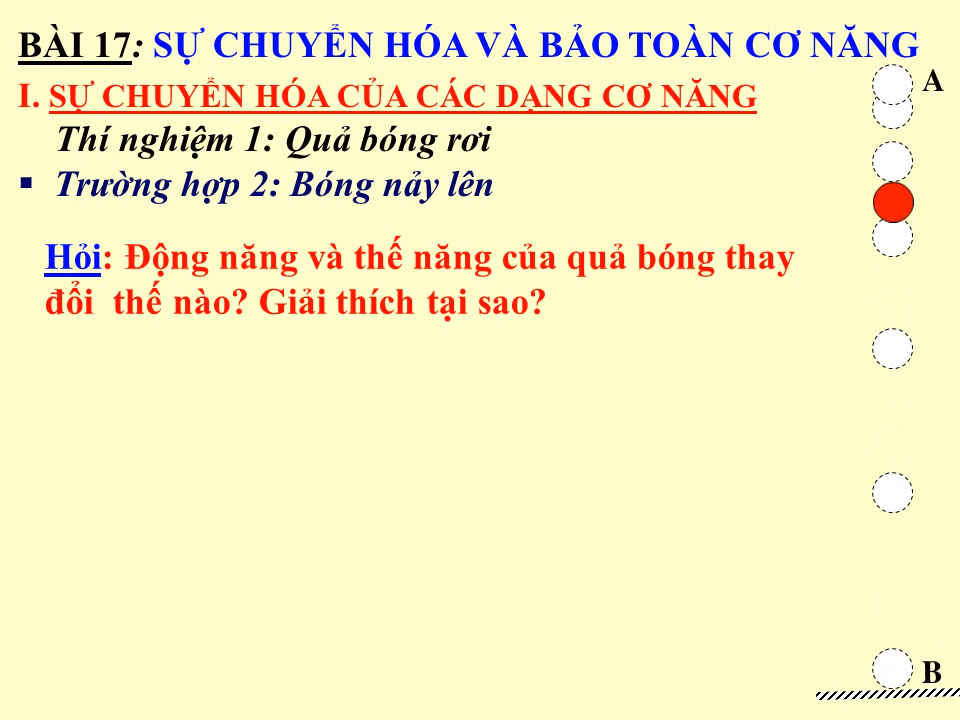 BÀI 17: SỰ CHUYỂN HÓA VÀ BẢO TOÀN CƠ NĂNG
A
I. SỰ CHUYỂN HÓA CỦA CÁC DẠNG CƠ NĂNG
Thí nghiệm 1: Quả bóng rơi
▪ Trường hợp 2: Bóng nảy lên
Hỏi: Động năng và thế năng của quả bóng thay
đổi thế nào? Giải thích tại sao?
B